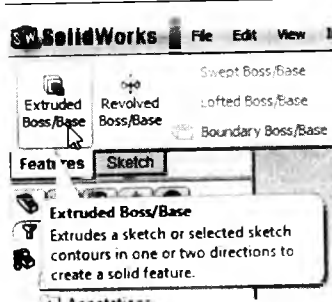 SolidWorks File Edit View
Swept Boss/Base
Extruded Boss/Base
Revolved Boss/Base
Lofted Boss/Base
Boundary Boss/Base
Features Sketch
Extruded Boss/Base
Extrudes a sketch or selected sketch
contours in one or two directions to
create a solid feature.
Annotations